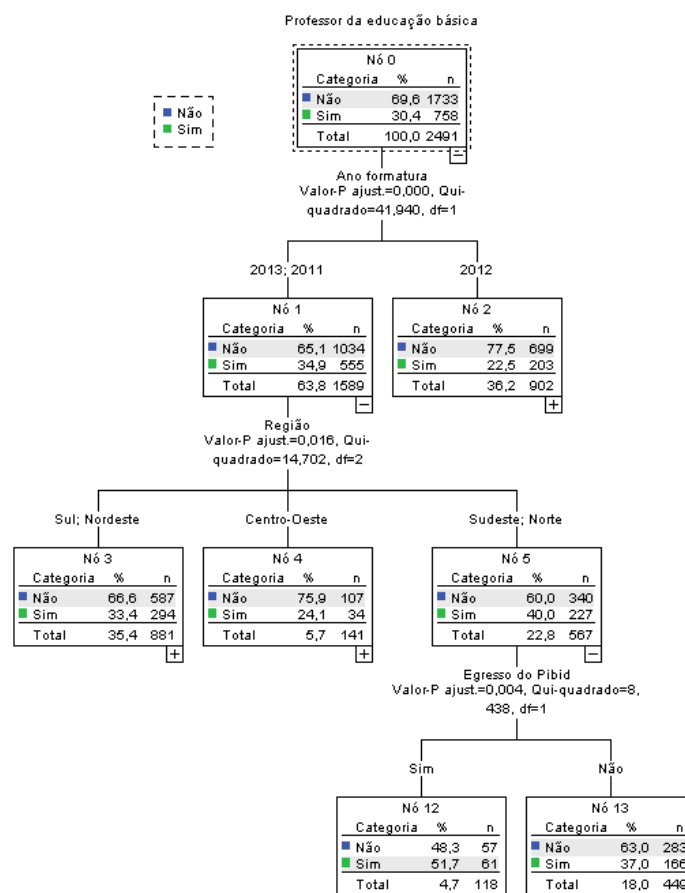 Professor da educação básica
Não
Sim
Nó 0
Categoria % n
Não 69,6 1733
Sim 30,4 758
Total 100,0 2491
Ano formatura
Valor-P ajust.=0,000, Qui-
quadrado=41,940, df=1
2013; 2011
2012
Nó 1
Categoria % n
Não 65,1 1034
Sim 34,9 555
Total 63,8 1589
Nó 2
Categoria % n
Não 77,5 699
Sim 22,5 203
Total 36,2 902
Região
Valor-P ajust.=0,016, Qui-
quadrado=14,702, df=2
Sul; Nordeste
Centro-Oeste
Sudeste; Norte
Nó 3
Categoria % n
Não 66,6 587
Sim 33,4 294
Total 35,4 881
Nó 4
Categoria % n
Não 75,9 107
Sim 24,1 34
Total 5,7 141
Nó 5
Categoria % n
Não 60,0 340
Sim 40,0 227
Total 22,8 567
Egresso do Pibid
Valor-P ajust.=0,004, Qui-quadrado=8,
438, df=1
Sim
Não
Nó 12
Categoria % n
Não 48,3 57
Sim 51,7 61
Total 4,7 118
Nó 13
Categoria % n
Não 63,0 283
Sim 37,0 166
Total 18,0 449